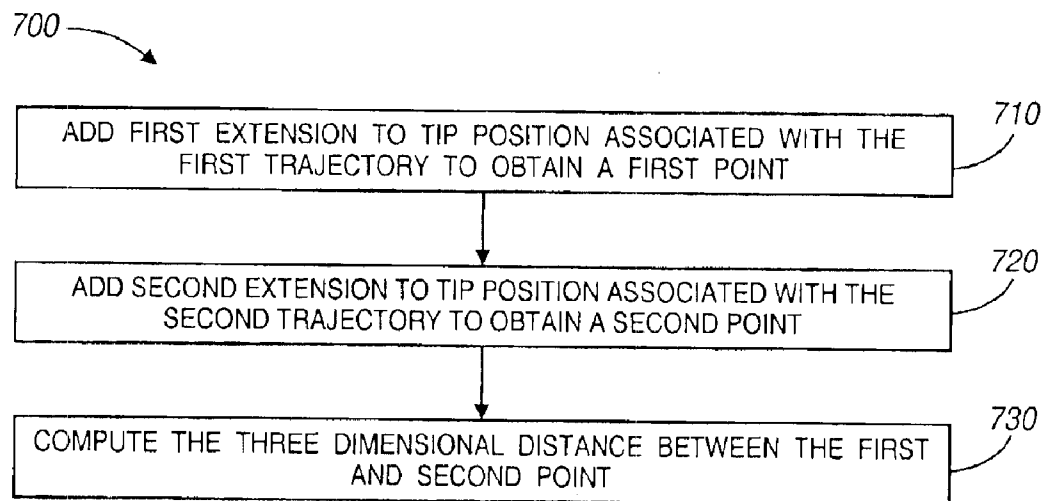 700
710
ADD FIRST EXTENSION TO TIP POSITION ASSOCIATED WITH THE
FIRST TRAJECTORY TO OBTAIN A FIRST POINT
720
ADD SECOND EXTENSION TO TIP POSITION ASSOCIATED WITH THE
SECOND TRAJECTORY TO OBTAIN A SECOND POINT
730
COMPUTE THE THREE DIMENSIONAL DISTANCE BETWEEN THE FIRST
AND SECOND POINT